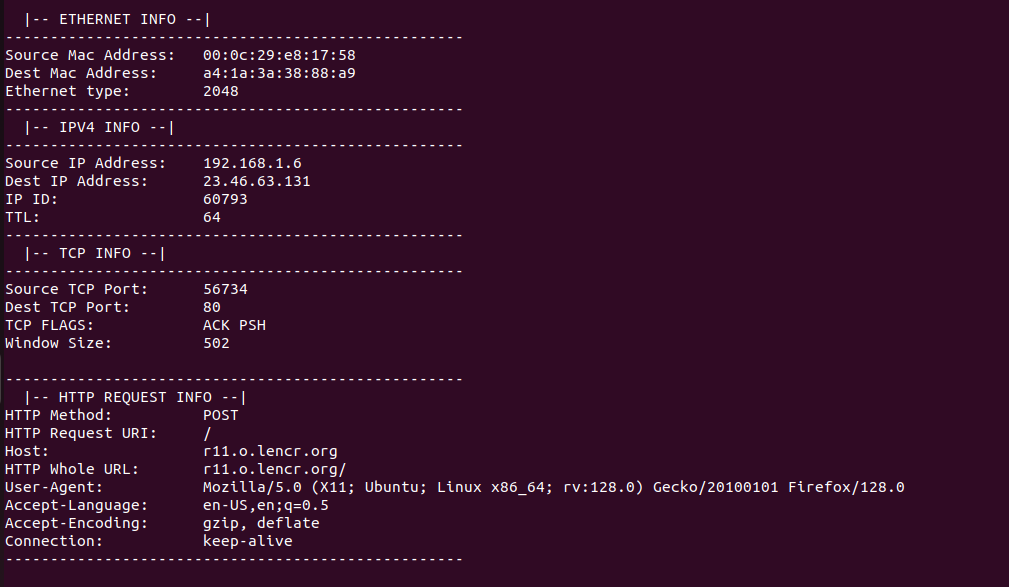 |-- ETHERNET INFO --|
---------------------------------------------------
Source Mac Address:   00:0c:29:e8:17:58
Dest Mac Address:     a4:1a:3a:38:88:a9
Ethernet type:        2048
---------------------------------------------------
  |-- IPV4 INFO --|
---------------------------------------------------
Source IP Address:    192.168.1.6
Dest IP Address:      23.46.63.131
IP ID:                60793
TTL:                  64
---------------------------------------------------
  |-- TCP INFO --|
---------------------------------------------------
Source TCP Port:      56734
Dest TCP Port:        80
TCP FLAGS:            ACK PSH
Window Size:          502

---------------------------------------------------
  |-- HTTP REQUEST INFO --|
HTTP Method:          POST
HTTP Request URI:     /
Host:                 r11.o.lencr.org
HTTP Whole URL:       r11.o.lencr.org/
User-Agent:           Mozilla/5.0 (X11; Ubuntu; Linux x86_64; rv:128.0) Gecko/20100101 Firefox/128.0
Accept-Language:      en-US,en;q=0.5
Accept-Encoding:      gzip, deflate
Connection:           keep-alive
---------------------------------------------------